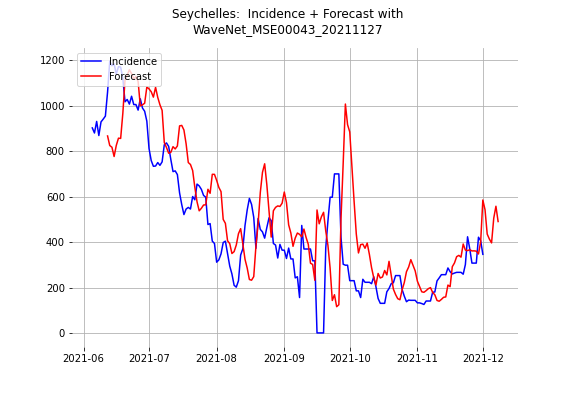 Seychelles:  Incidence + Forecast with
WaveNet_MSE00043_20211127
Incidence
Forecast
1200
1000
800
600
400
200
0
2021-06 2021-07 2021-08 2021-09 2021-10 2021-11 2021-12